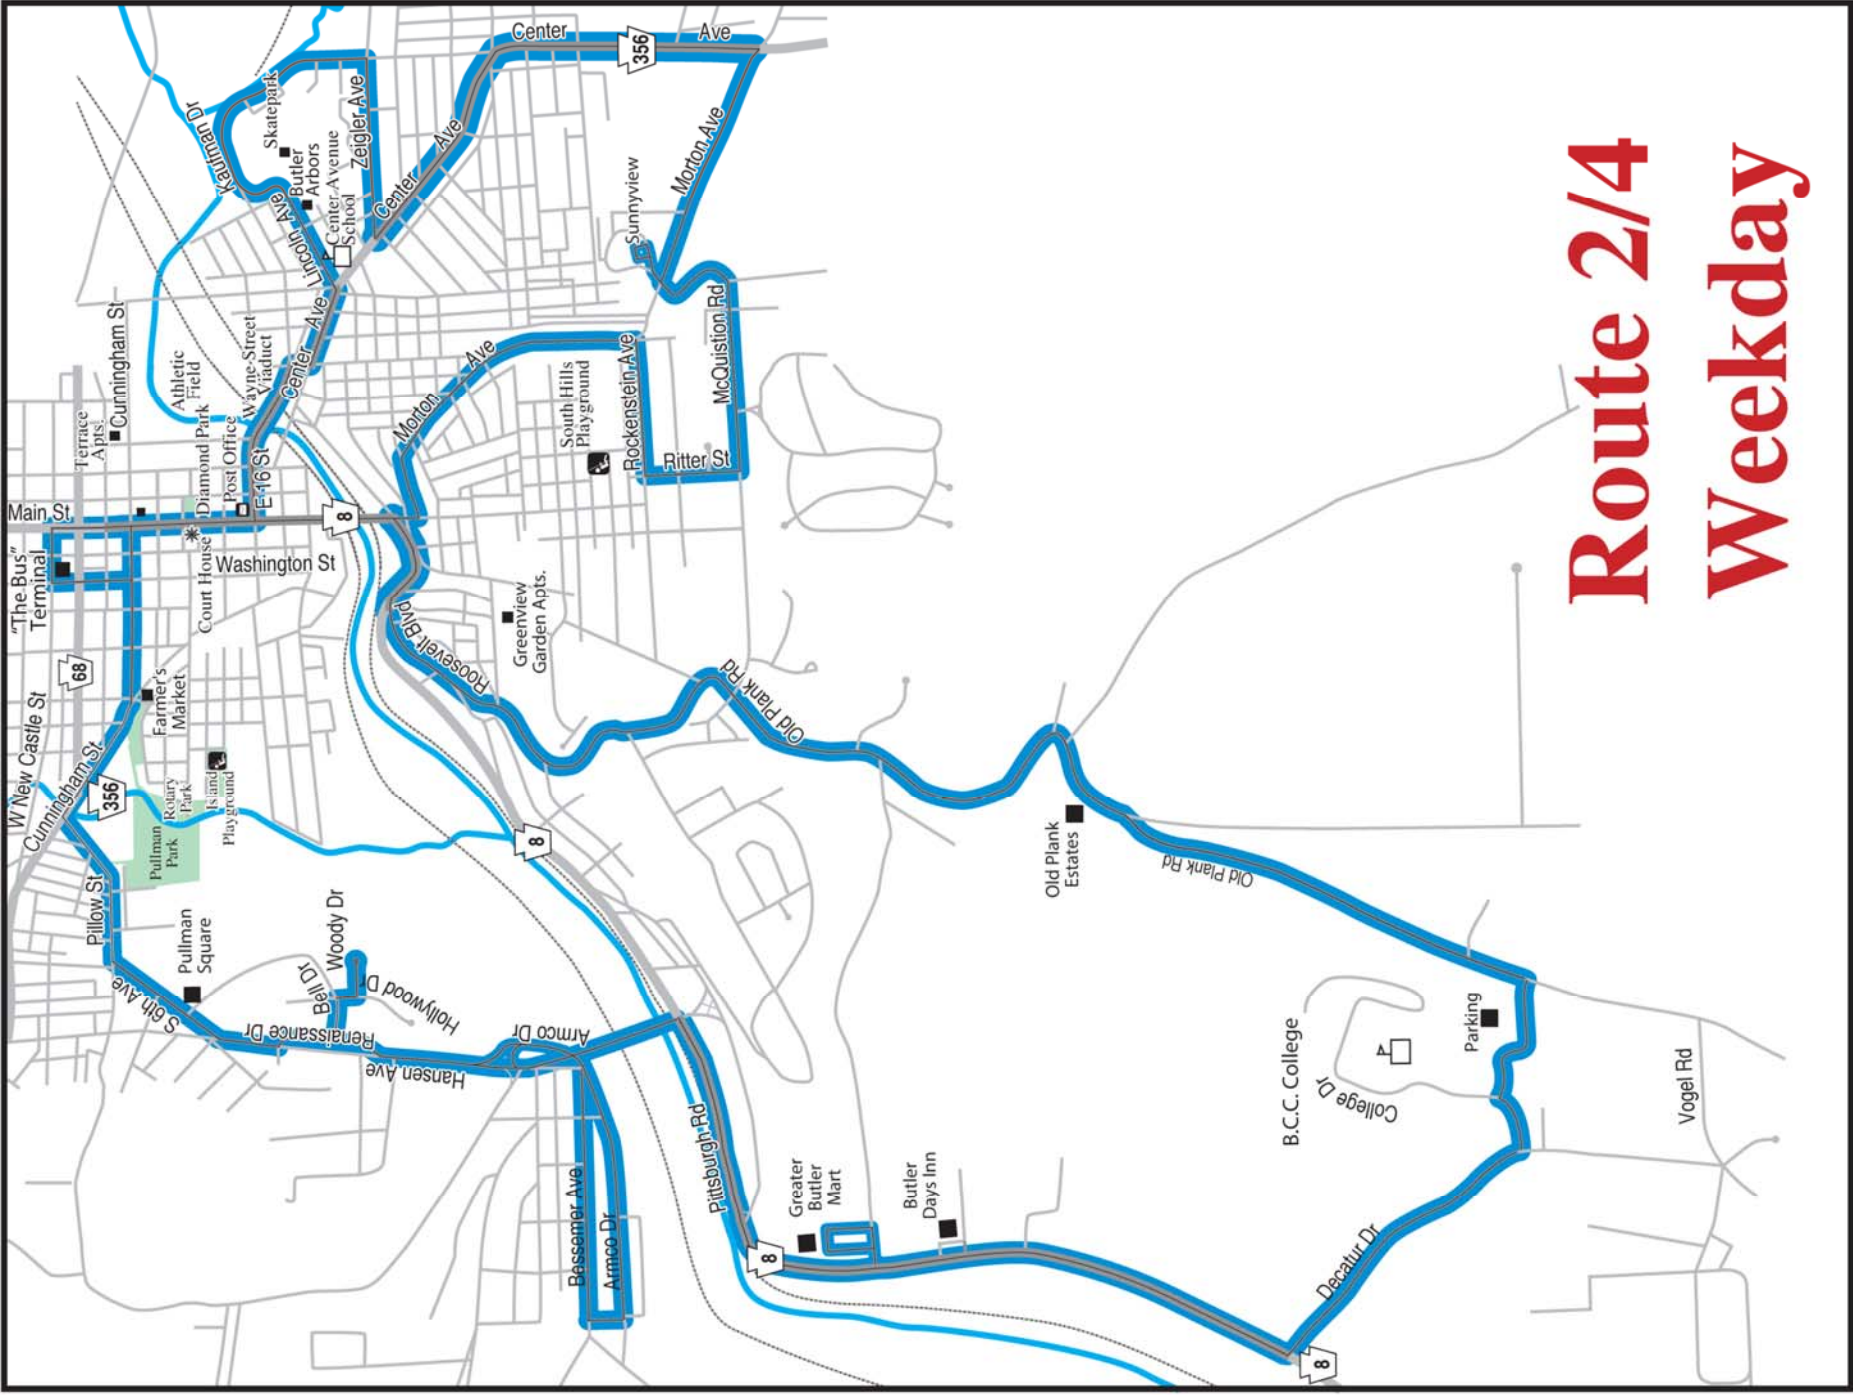 Route 2/4
Weekday
Center
356
Ave
Morton Ave
Kaufman Dr
Skatepark
Butler
Arbors
Zeigler Ave
Center Avenue
School
Center
Ave
Lincoln
Ave
Sunnyview
McQuistion Rd
Rockenstein Ave
Ritter St
South Hills
Playground
Morton
Ave
Center
Ave
Wayne-Street
Viaduct
Athletic
Field
Cunningham St
Terrace
Apts.
Diamond Park
Post Office
E 16 St
Main St
8
"The Bus"
Terminal
Court House
Washington St
68
W New Castle St
Cunningham St
356
Farmer's
Market
Rotary
Park
Island
Playground
Pullman
Park
Roosevelt Blvd
Greenview
Garden Apts.
Old Plank Rd
8
Pillow St
Pullman
Square
S 6th Ave
Bell Dr
Woody Dr
Hollywood Dr
Renaissance Dr
Hansen Ave
Armco Dr
Bessemer Ave
Armco Dr
Pittsburgh Rd
8
Greater
Butler
Mart
Butler
Days Inn
Old Plank
Estates
Old Plank Rd
B.C.C. College
College Dr
Parking
Vogel Rd
Decatur Dr
8